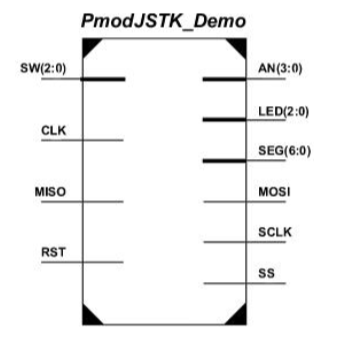 PmodJSTK_Demo
SW(2:0)
AN(3:0)
LED(2:0)
CLK
SEG(6:0)
MISO
MOSI
SCLK
RST
SS